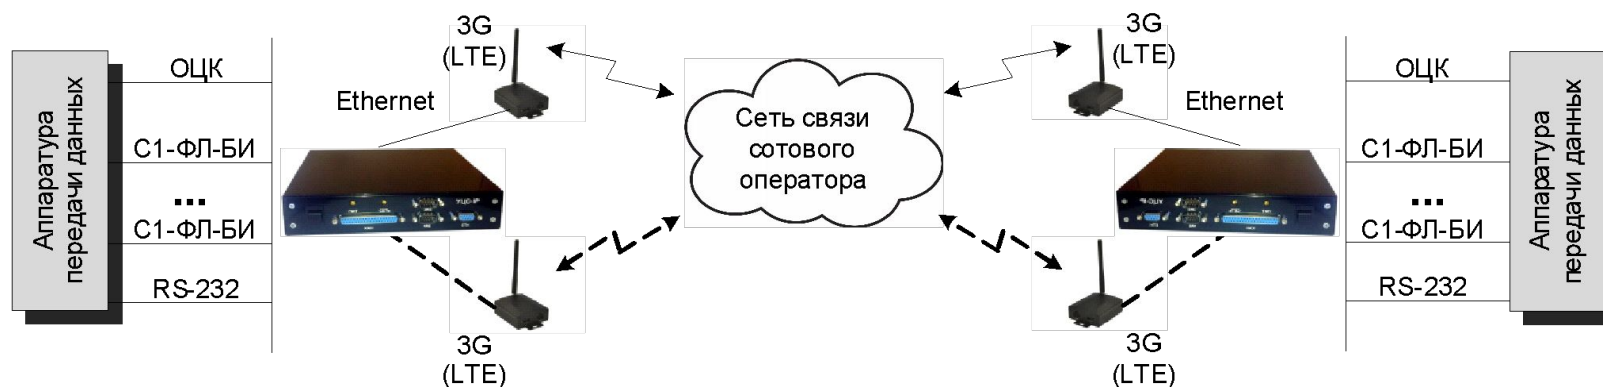 Аппаратура
передачи данных
ОЦК
С1-ФЛ-БИ
...
С1-ФЛ-БИ
RS-232
Ethernet
3G
(LTE)
3G
(LTE)
Сеть связи
сотового
оператора
3G
(LTE)
3G
(LTE)
Ethernet
ОЦК
С1-ФЛ-БИ
...
С1-ФЛ-БИ
RS-232
Аппаратура
передачи данных